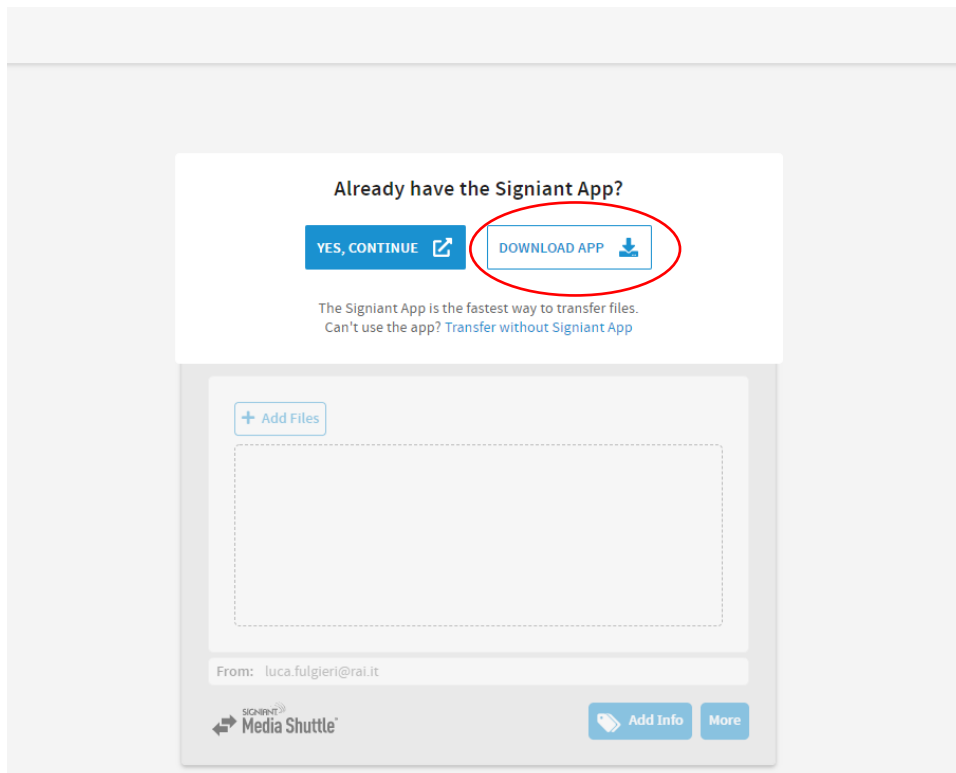 Already have the Signiant App?
YES, CONTINUE DOWNLOAD APP
The Signiant App is the fastest way to transfer files.
Can't use the app? Transfer without Signiant App
+ Add Files
From: luca.fulgieri@rai.it
SIGNIANT
Media Shuttle
Add Info More